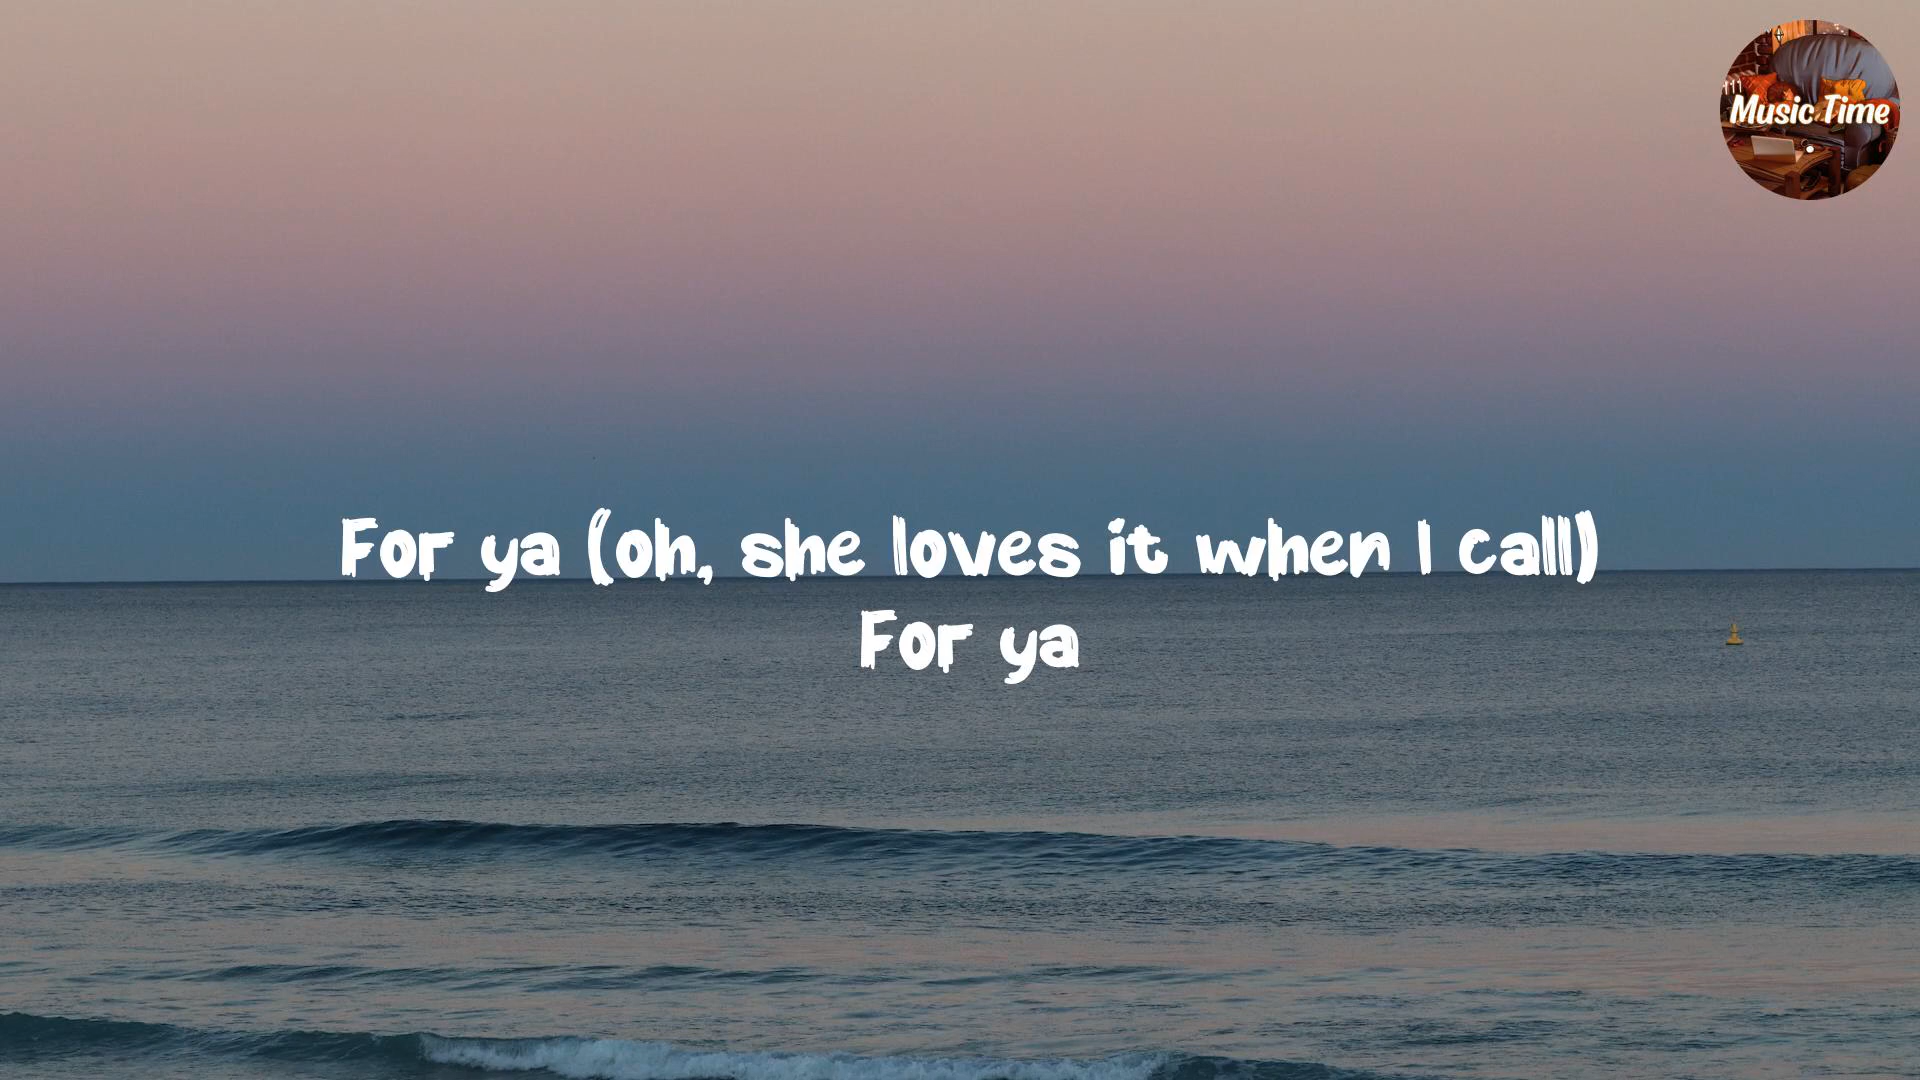 Music Time
For ya (oh, she loves it when I call)
For ya